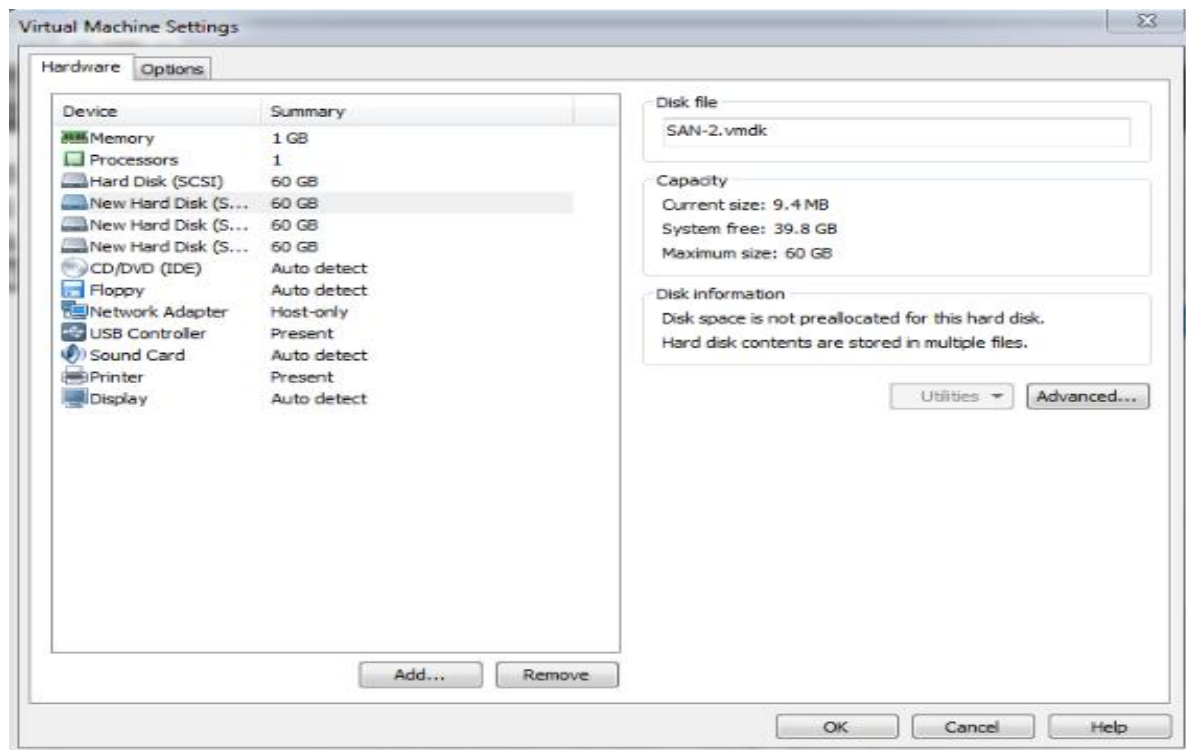 Virtual Machine Settings
Hardware Options
Device Summary
Memory 1 GB
Processors 1
Hard Disk (SCSI) 60 GB
New Hard Disk (S... 60 GB
New Hard Disk (S... 60 GB
New Hard Disk (S... 60 GB
CD/DVD (IDE) Auto detect
Floppy Auto detect
Network Adapter Host-only
USB Controller Present
Sound Card Auto detect
Printer Present
Display Auto detect
Add... Remove
Disk file
SAN-2.vmdk
Capacity
Current size: 9.4 MB
System free: 39.8 GB
Maximum size: 60 GB
Disk information
Disk space is not preallocated for this hard disk.
Hard disk contents are stored in multiple files.
Utilities Advanced...
OK Cancel Help